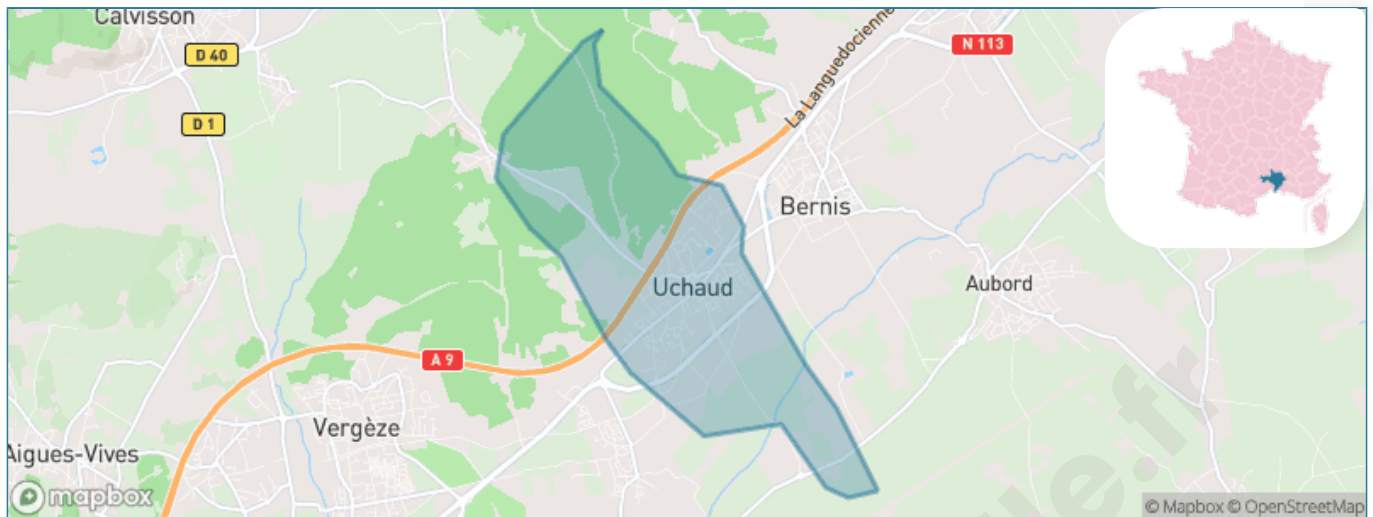 Calvisson
D 40
N 113
La Languedocienne
D 1
Bernis
Uchaud
Aubord
A 9
Vergèze
Aigues-Vives
mapbox
© Mapbox © OpenStreetMap